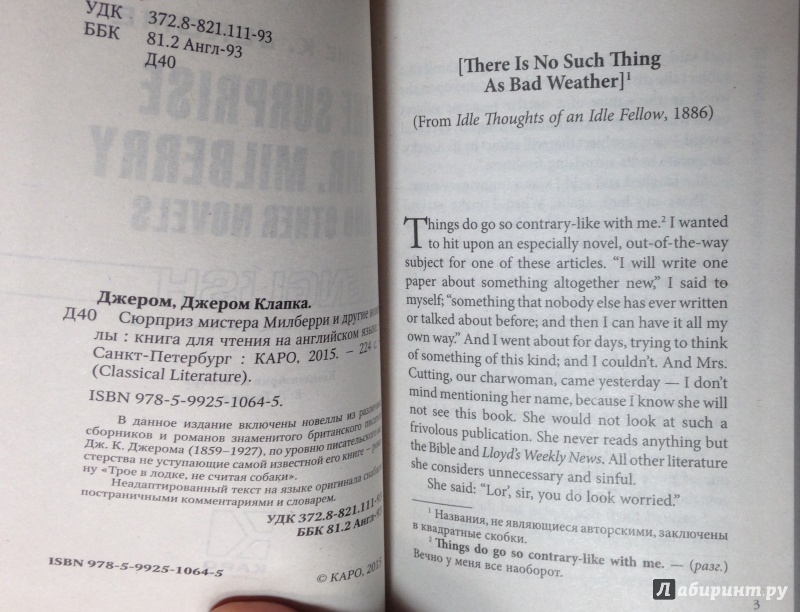 УДК 372.8-821.111-93
ББК 81.2 Англ-93
Д40
Джером, Джером Клапка.
Д40 Сюрприз мистера Милберри и другие
лы : книга для чтения на английском языке
Санкт-Петербург : КАРО, 2015. – 224 с.
(Classical Literature).
ISBN 978-5-9925-1064-5.
В данное издание включены новеллы из
сборников и романов знаменитого британского
Дж. К. Джерома (1859–1927), по уровню писательского
стерства не уступающие самой известной его книге –
ну «Трое в лодке, не считая собаки».
Неадаптированный текст на языке оригинала
постраничными комментариями и словарем.
УДК 372.8-821.111-93
ББК 81.2 Англ-93
ISBN 978-5-9925-1064-5
© КАРО, 2015
[There Is No Such Thing
As Bad Weather]1
(From Idle Thoughts of an Idle Fellow, 1886)
Things do go so contrary-like with me.2 I wanted
to hit upon an especially novel, out-of-the-way
subject for one of these articles. “I will write one
paper about something altogether new,” I said to
myself; “something that nobody else has ever written
or talked about before; and then I can have it all my
own way.” And I went about for days, trying to think
of something of this kind; and I couldn't. And Mrs.
Cutting, our charwoman, came yesterday — I don't
mind mentioning her name, because I know she will
not see this book. She would not look at such a
frivolous publication. She never reads anything but
the Bible and Lloyd's Weekly News. All other literature
she considers unnecessary and sinful.
She said: “Lor', sir, you do look worried.”
1 Названия, не являющиеся авторскими, заключены
в квадратные скобки.
2 Things do go so contrary-like with me. — (разг.)
Вечно у меня все наоборот.
3
Лабиринт.ру